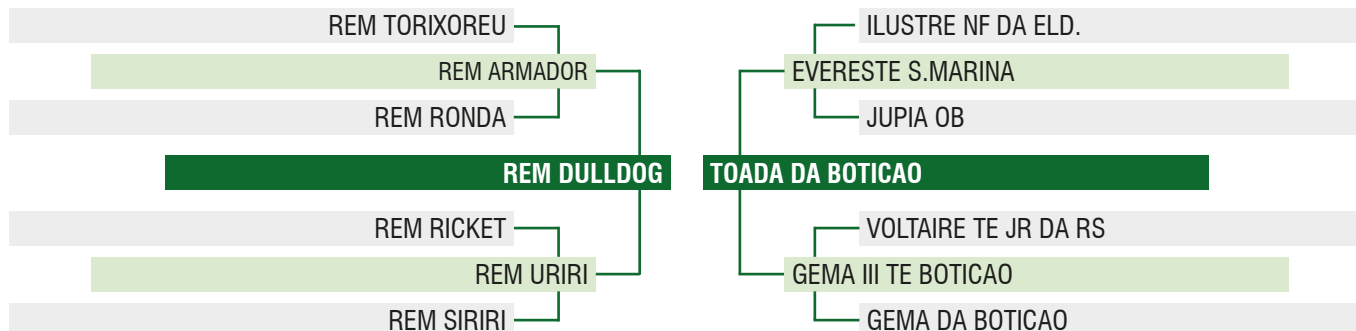 REM TORIXOREU
ILUSTRE NF DA ELD.
REM ARMADOR
EVERESTE S.MARINA
REM RONDA
JUPIA OB
REM DULLDOG
TOADA DA BOTICAO
REM RICKET
VOLTAIRE TE JR DA RS
REM URIRI
GEMA III TE BOTICAO
REM SIRIRI
GEMA DA BOTICAO